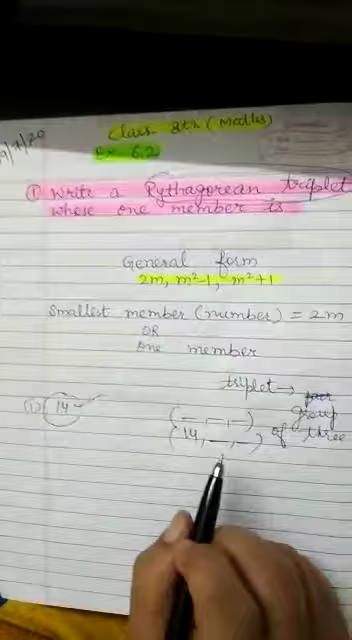 Class 8th (Maths)
Ex 6.2
① Write a Pythagorean triplet
whose one member is
General form
2m, m²-1, m²+1
Smallest member (number) = 2m
OR
one member
triplet →
group
of three
(i) 14
( _, _, _ )
( 14, _, _ )